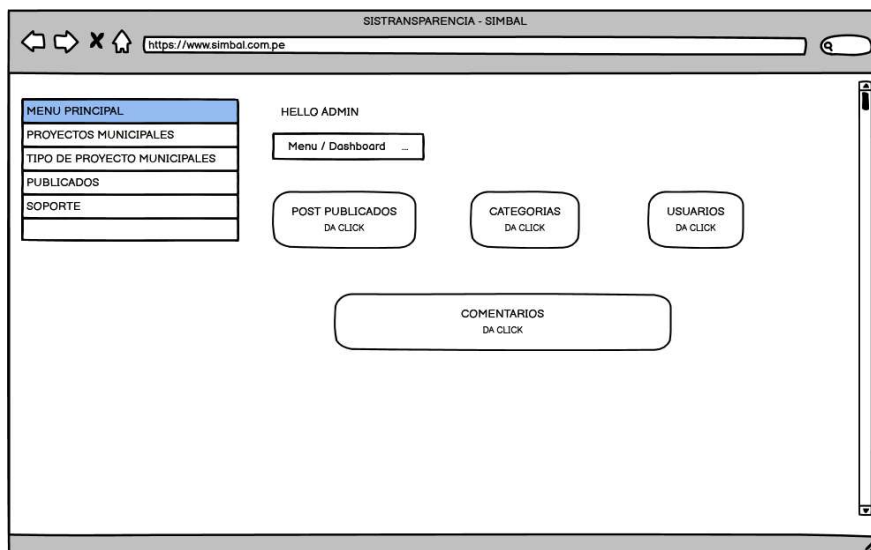 SISTRANSPARENCIA - SIMBAL
https://www.simbal.com.pe
MENU PRINCIPAL
PROYECTOS MUNICIPALES
TIPO DE PROYECTO MUNICIPALES
PUBLICADOS
SOPORTE
HELLO ADMIN
Menu / Dashboard ...
POST PUBLICADOS
DA CLICK
CATEGORIAS
DA CLICK
USUARIOS
DA CLICK
COMENTARIOS
DA CLICK